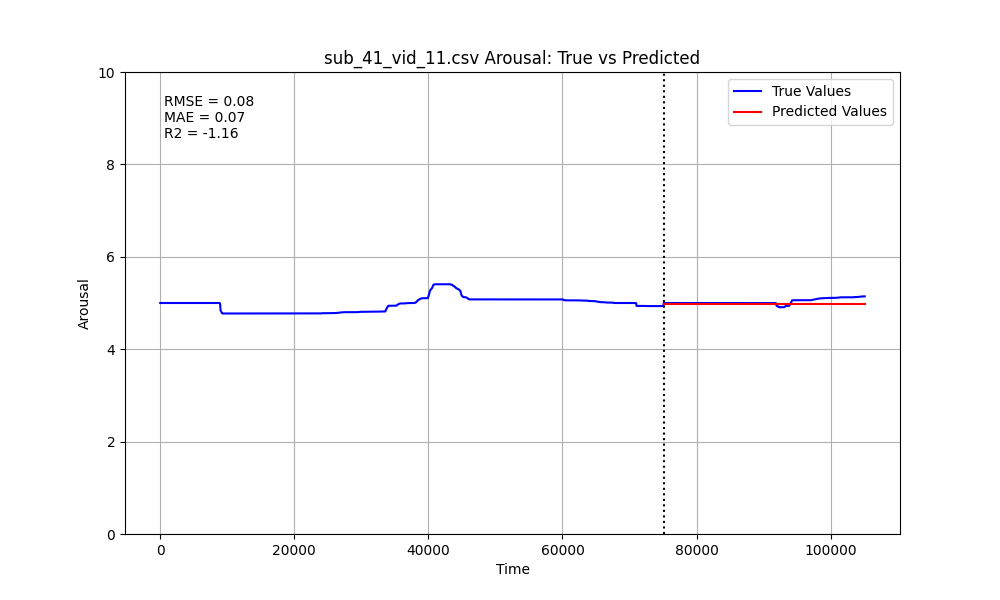 sub_41_vid_11.csv Arousal: True vs Predicted
RMSE = 0.08
MAE = 0.07
R2 = -1.16
True Values
Predicted Values
Arousal
10
8
6
4
2
0
0 20000 40000 60000 80000 100000
Time